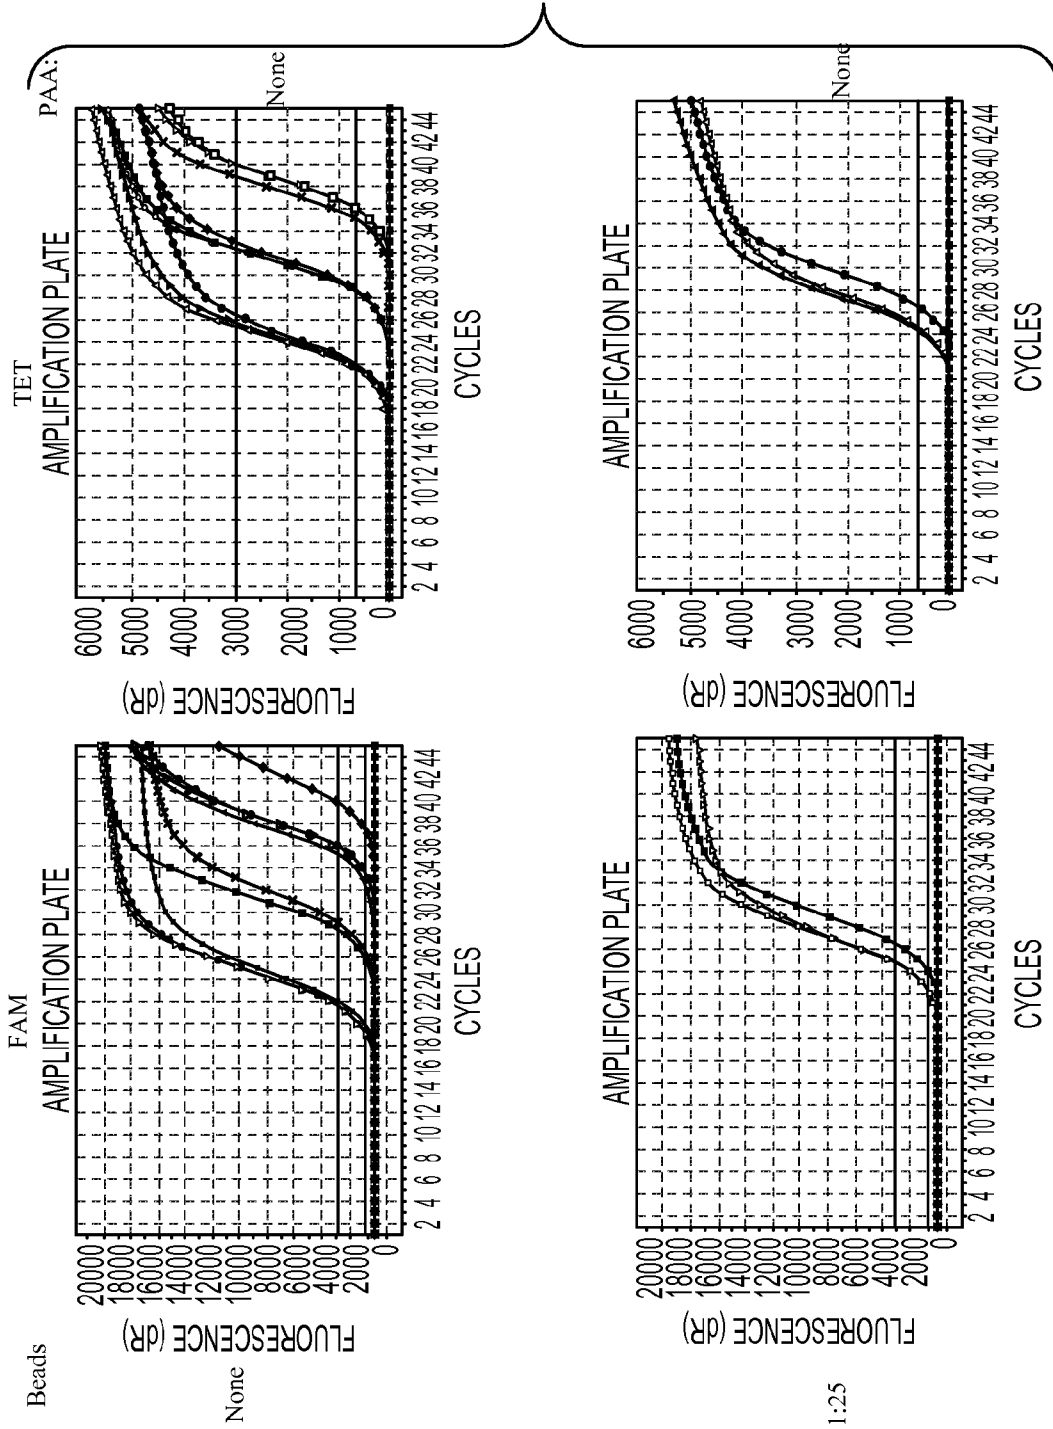 Beads
FAM
TET
PAA:
AMPLIFICATION PLATE
None
FLUORESCENCE (dR)
20000
18000
16000
14000
12000
10000
8000
6000
4000
2000
0
2 4 6 8 10 12 14 16 18 20 22 24 26 28 30 32 34 36 38 40 42 44
CYCLES
AMPLIFICATION PLATE
FLUORESCENCE (dR)
6000
5000
4000
3000
2000
1000
0
2 4 6 8 10 12 14 16 18 20 22 24 26 28 30 32 34 36 38 40 42 44
CYCLES
None
AMPLIFICATION PLATE
1:25
FLUORESCENCE (dR)
20000
18000
16000
14000
12000
10000
8000
6000
4000
2000
0
2 4 6 8 10 12 14 16 18 20 22 24 26 28 30 32 34 36 38 40 42 44
CYCLES
AMPLIFICATION PLATE
FLUORESCENCE (dR)
6000
5000
4000
3000
2000
1000
0
2 4 6 8 10 12 14 16 18 20 22 24 26 28 30 32 34 36 38 40 42 44
CYCLES
None